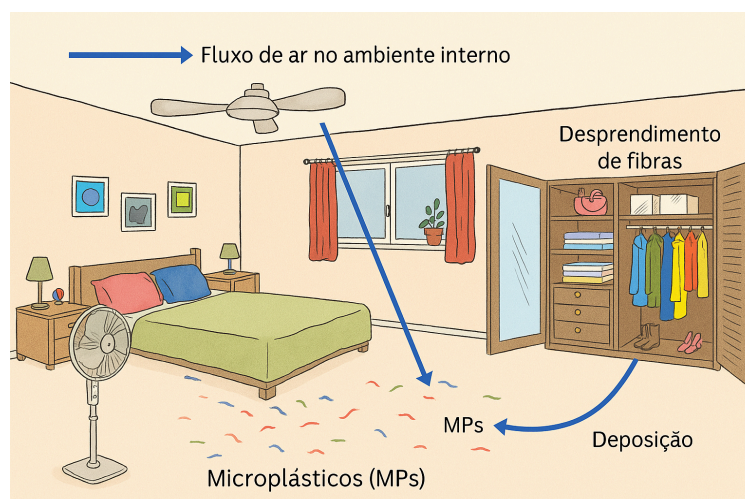 Fluxo de ar no ambiente interno
Desprendimento
de fibras
MPs
Deposição
Microplásticos (MPs)